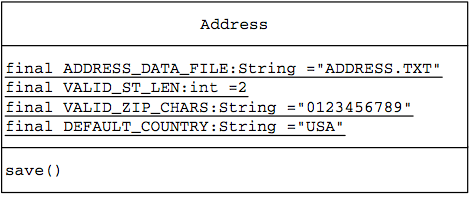 Address
final ADDRESS_DATA_FILE:String ="ADDRESS.TXT"
final VALID_ST_LEN:int =2
final VALID_ZIP_CHARS:String ="0123456789"
final DEFAULT_COUNTRY:String ="USA"
save()